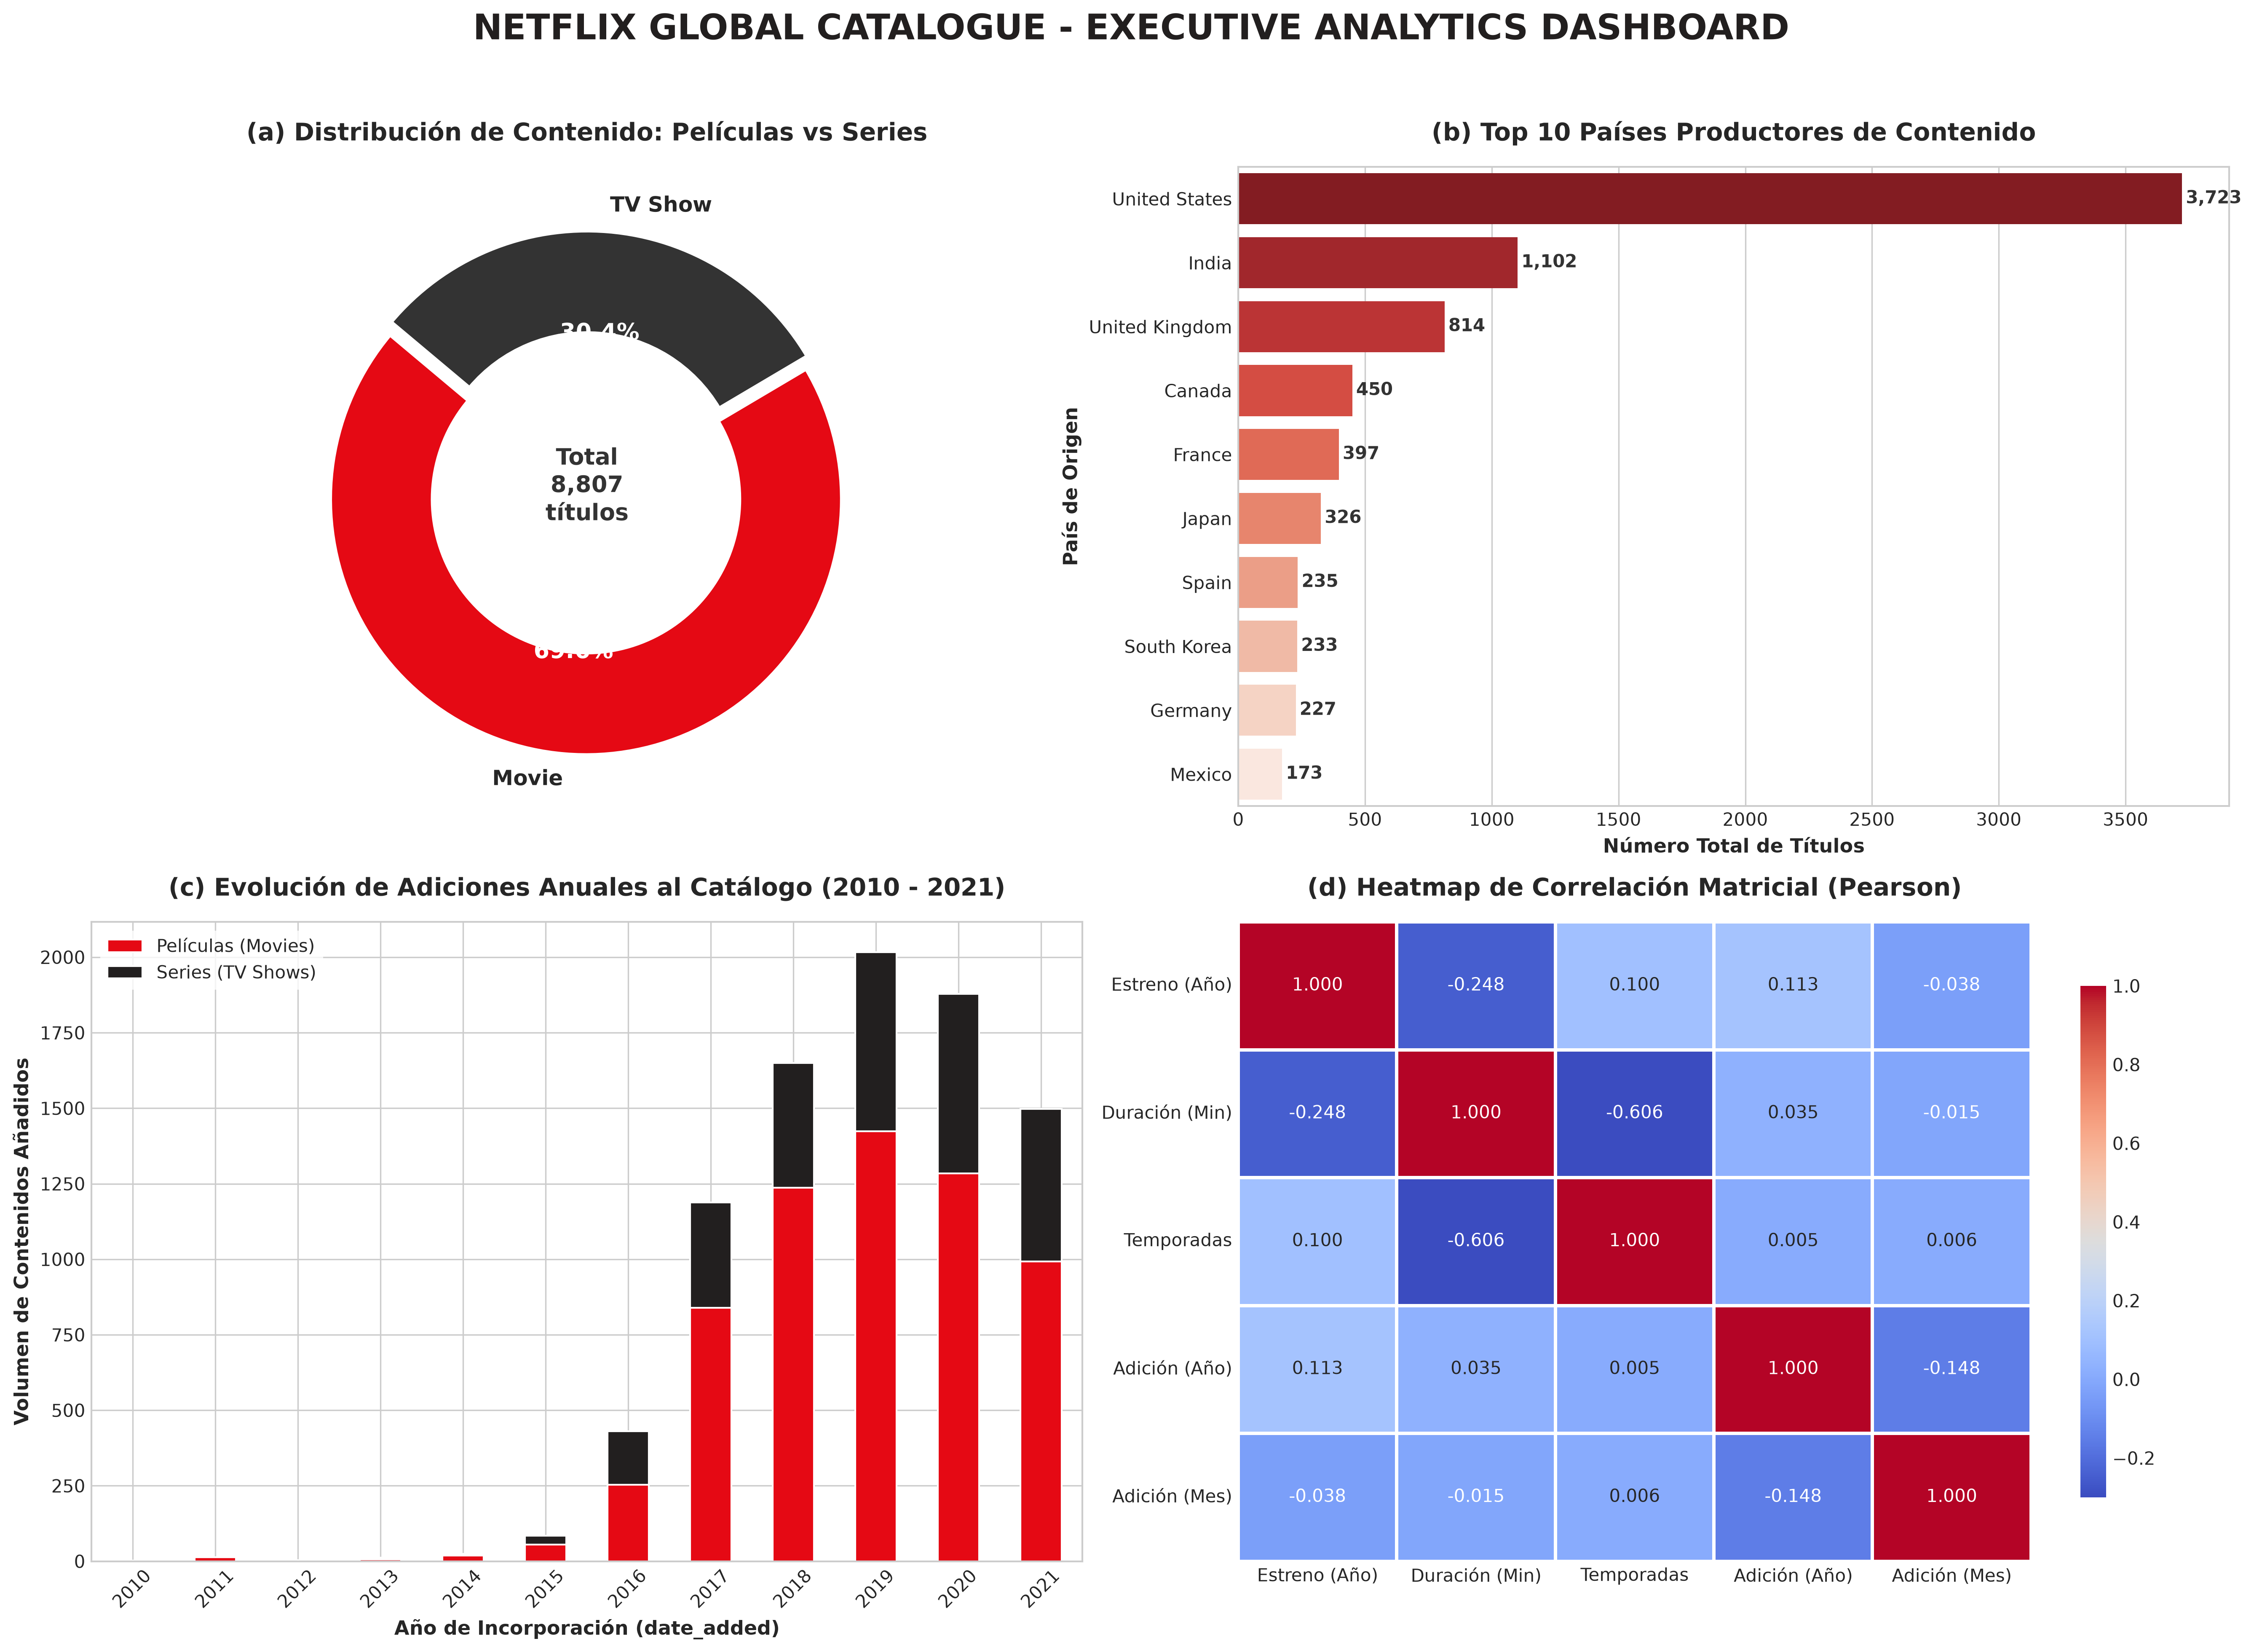 NETFLIX GLOBAL CATALOGUE - EXECUTIVE ANALYTICS DASHBOARD
(a) Distribución de Contenido: Películas vs Series
TV Show
30.4%
Total
8,807
títulos
Movie
(b) Top 10 Países Productores de Contenido
País de Origen
United States 3,723
India 1,102
United Kingdom 814
Canada 450
France 397
Japan 326
Spain 235
South Korea 233
Germany 227
Mexico 173
0 500 1000 1500 2000 2500 3000 3500
Número Total de Títulos
(c) Evolución de Adiciones Anuales al Catálogo (2010 - 2021)
Películas (Movies)
Series (TV Shows)
Volumen de Contenidos Añadidos
2000
1750
1500
1250
1000
750
500
250
0
2010 2011 2012 2013 2014 2015 2016 2017 2018 2019 2020 2021
Año de Incorporación (date_added)
(d) Heatmap de Correlación Matricial (Pearson)
Estreno (Año) 1.000 -0.248 0.100 0.113 -0.038
Duración (Min) -0.248 1.000 -0.606 0.035 -0.015
Temporadas 0.100 -0.606 1.000 0.005 0.006
Adición (Año) 0.113 0.035 0.005 1.000 -0.148
Adición (Mes) -0.038 -0.015 0.006 -0.148 1.000
Estreno (Año) Duración (Min) Temporadas Adición (Año) Adición (Mes)
1.0
0.8
0.6
0.4
0.2
0.0
−0.2